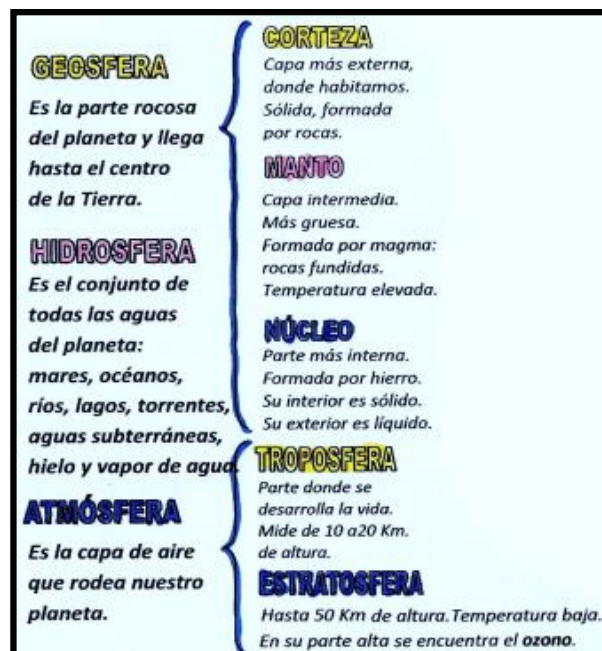 GEOSFERA
Es la parte rocosa
del planeta y llega
hasta el centro
de la Tierra.
CORTEZA
Capa más externa,
donde habitamos.
Sólida, formada
por rocas.
MANTO
Capa intermedia.
Más gruesa.
Formada por magma:
rocas fundidas.
Temperatura elevada.
NÚCLEO
Parte más interna.
Formada por hierro.
Su interior es sólido.
Su exterior es líquido.
HIDROSFERA
Es el conjunto de
todas las aguas
del planeta:
mares, océanos,
ríos, lagos, torrentes,
aguas subterráneas,
hielo y vapor de agua.
ATMÓSFERA
Es la capa de aire
que rodea nuestro
planeta.
TROPOSFERA
Parte donde se
desarrolla la vida.
Mide de 10 a20 Km.
de altura.
ESTRATOSFERA
Hasta 50 Km de altura.Temperatura baja.
En su parte alta se encuentra el ozono.